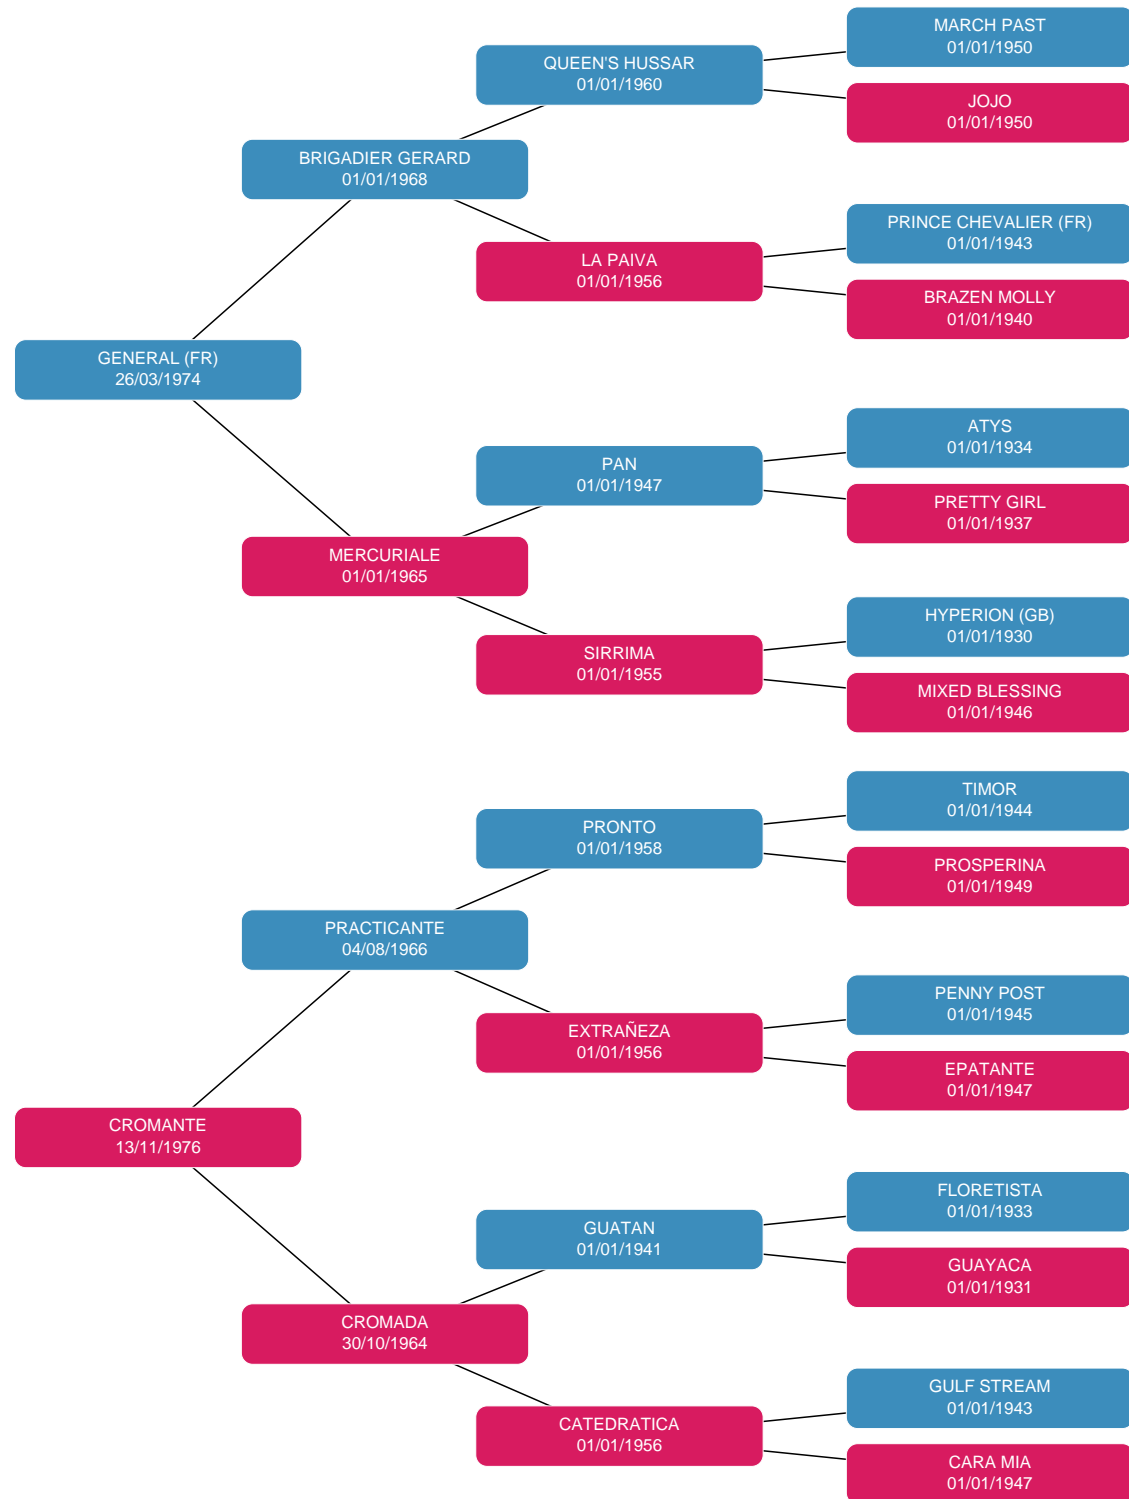 MARCH PAST
01/01/1950
QUEEN'S HUSSAR
01/01/1960
JOJO
01/01/1950
BRIGADIER GERARD
01/01/1968
PRINCE CHEVALIER (FR)
01/01/1943
LA PAIVA
01/01/1956
BRAZEN MOLLY
01/01/1940
GENERAL (FR)
26/03/1974
ATYS
01/01/1934
PAN
01/01/1947
PRETTY GIRL
01/01/1937
MERCURIALE
01/01/1965
HYPERION (GB)
01/01/1930
SIRRIMA
01/01/1955
MIXED BLESSING
01/01/1946
TIMOR
01/01/1944
PRONTO
01/01/1958
PROSPERINA
01/01/1949
PRACTICANTE
04/08/1966
PENNY POST
01/01/1945
EXTRAÑEZA
01/01/1956
EPATANTE
01/01/1947
CROMANTE
13/11/1976
FLORETISTA
01/01/1933
GUATAN
01/01/1941
GUAYACA
01/01/1931
CROMADA
30/10/1964
GULF STREAM
01/01/1943
CATEDRATICA
01/01/1956
CARA MIA
01/01/1947